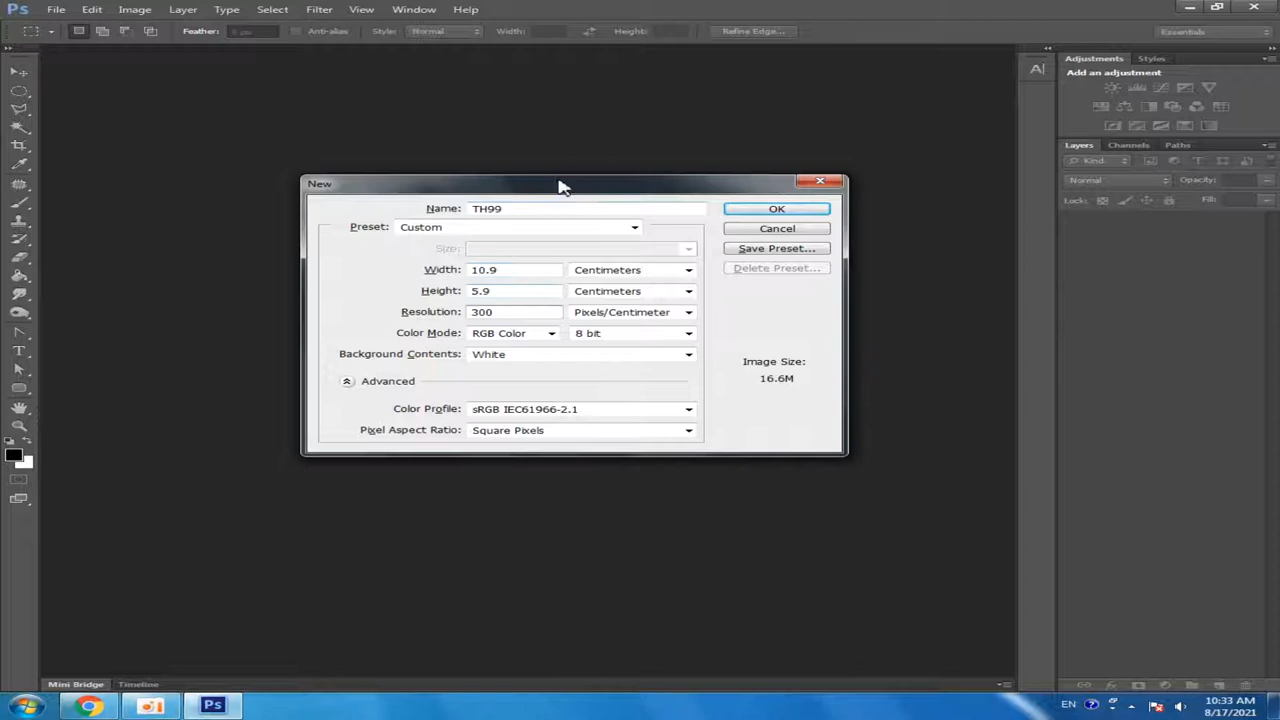 Ps File Edit Image Layer Type Select Filter View Window Help
Feather: 0 px Anti-alias Style: Normal Width: Height: Refine Edge... Essentials
Adjustments Styles
Add an adjustment
Layers Channels Paths
Kind
Normal Opacity:
Lock: Fill:
New
Name: TH99 OK
Preset: Custom Cancel
Size: Save Preset...
Width: 10.9 Centimeters Delete Preset...
Height: 5.9 Centimeters
Resolution: 300 Pixels/Centimeter
Color Mode: RGB Color 8 bit
Background Contents: White
Image Size:
16.6M
Advanced
Color Profile: sRGB IEC61966-2.1
Pixel Aspect Ratio: Square Pixels
Mini Bridge Timeline
Ps EN 10:33 AM
8/17/2021